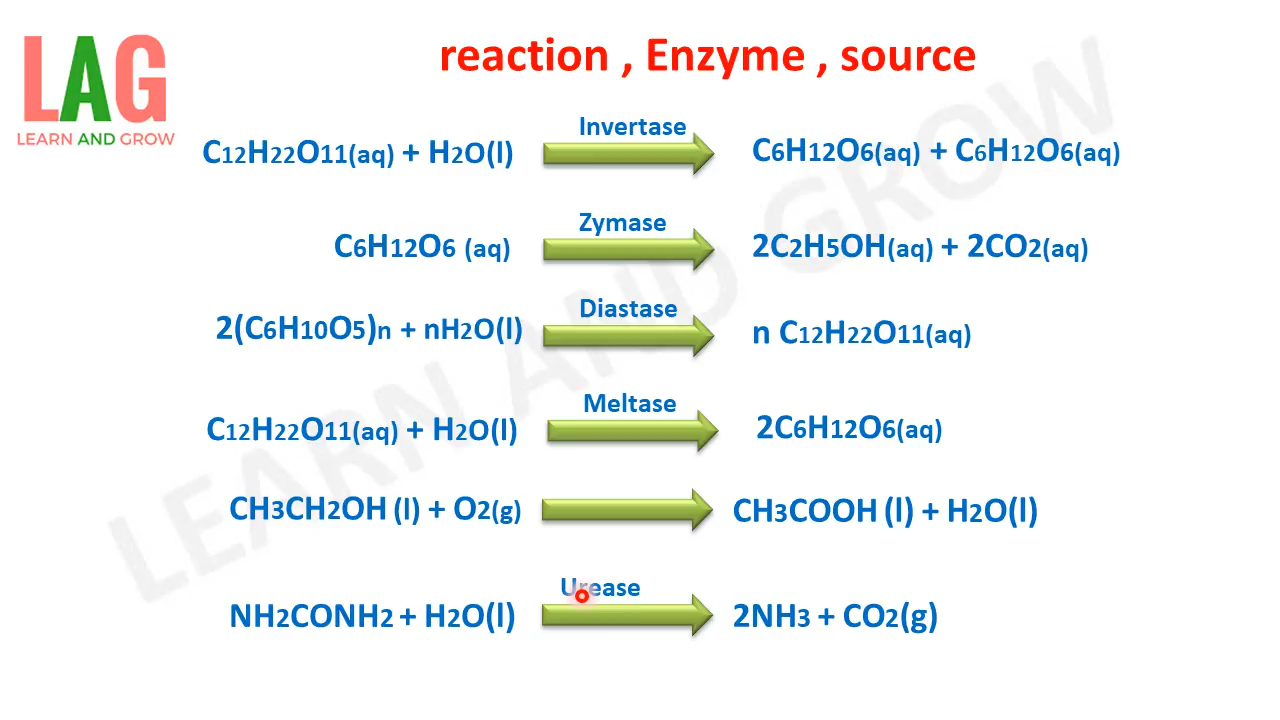 LAG
LEARN AND GROW
reaction , Enzyme , source
Invertase
C12H22O11(aq) + H2O(l) C6H12O6(aq) + C6H12O6(aq)
Zymase
C6H12O6 (aq) 2C2H5OH(aq) + 2CO2(aq)
Diastase
2(C6H10O5)n + nH2O(l) n C12H22O11(aq)
Meltase
C12H22O11(aq) + H2O(l) 2C6H12O6(aq)
CH3CH2OH (l) + O2(g) CH3COOH (l) + H2O(l)
Urease
NH2CONH2 + H2O(l) 2NH3 + CO2(g)
LEARN AND GROW